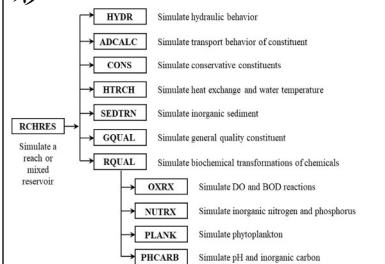 HYDR Simulate hydraulic behavior
ADCALC Simulate transport behavior of constituent
CONS Simulate conservative constituents
HTRCH Simulate heat exchange and water temperature
SEDTRN Simulate inorganic sediment
RCHRES
Simulate a
reach or
mixed
reservoir
GQUAL Simulate general quality constituent
RQUAL Simulate biochemical transformations of chemicals
OXRX Simulate DO and BOD reactions
NUTRX Simulate inorganic nitrogen and phosphorus
PLANK Simulate phytoplankton
PHCARB Simulate pH and inorganic carbon